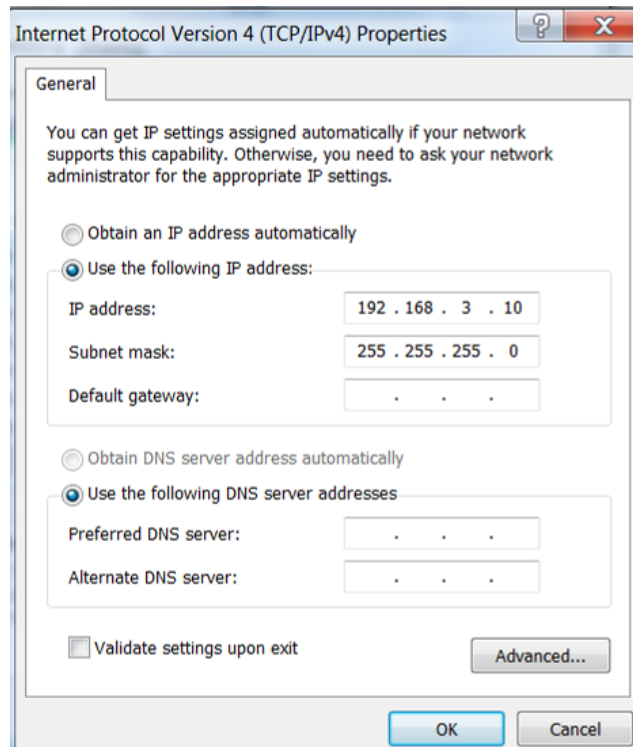 Internet Protocol Version 4 (TCP/IPv4) Properties
General
You can get IP settings assigned automatically if your network
supports this capability. Otherwise, you need to ask your network
administrator for the appropriate IP settings.
Obtain an IP address automatically
Use the following IP address:
IP address: 192 . 168 . 3 . 10
Subnet mask: 255 . 255 . 255 . 0
Default gateway: . . .
Obtain DNS server address automatically
Use the following DNS server addresses
Preferred DNS server: . . .
Alternate DNS server: . . .
Validate settings upon exit
Advanced...
OK Cancel